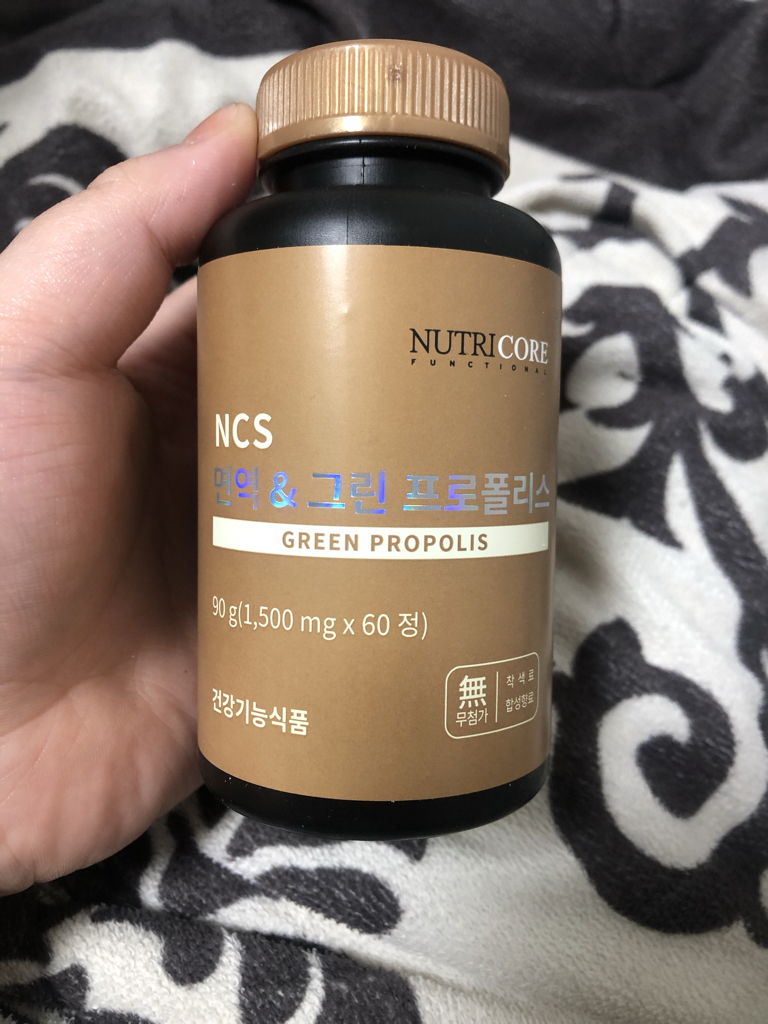 NUTRICORE
FUNCTIONAL
NCS
면역 & 그린 프로폴리스
GREEN PROPOLIS
90 g(1,500 mg x 60 정)
건강기능식품
無
무첨가
착색료
합성향료